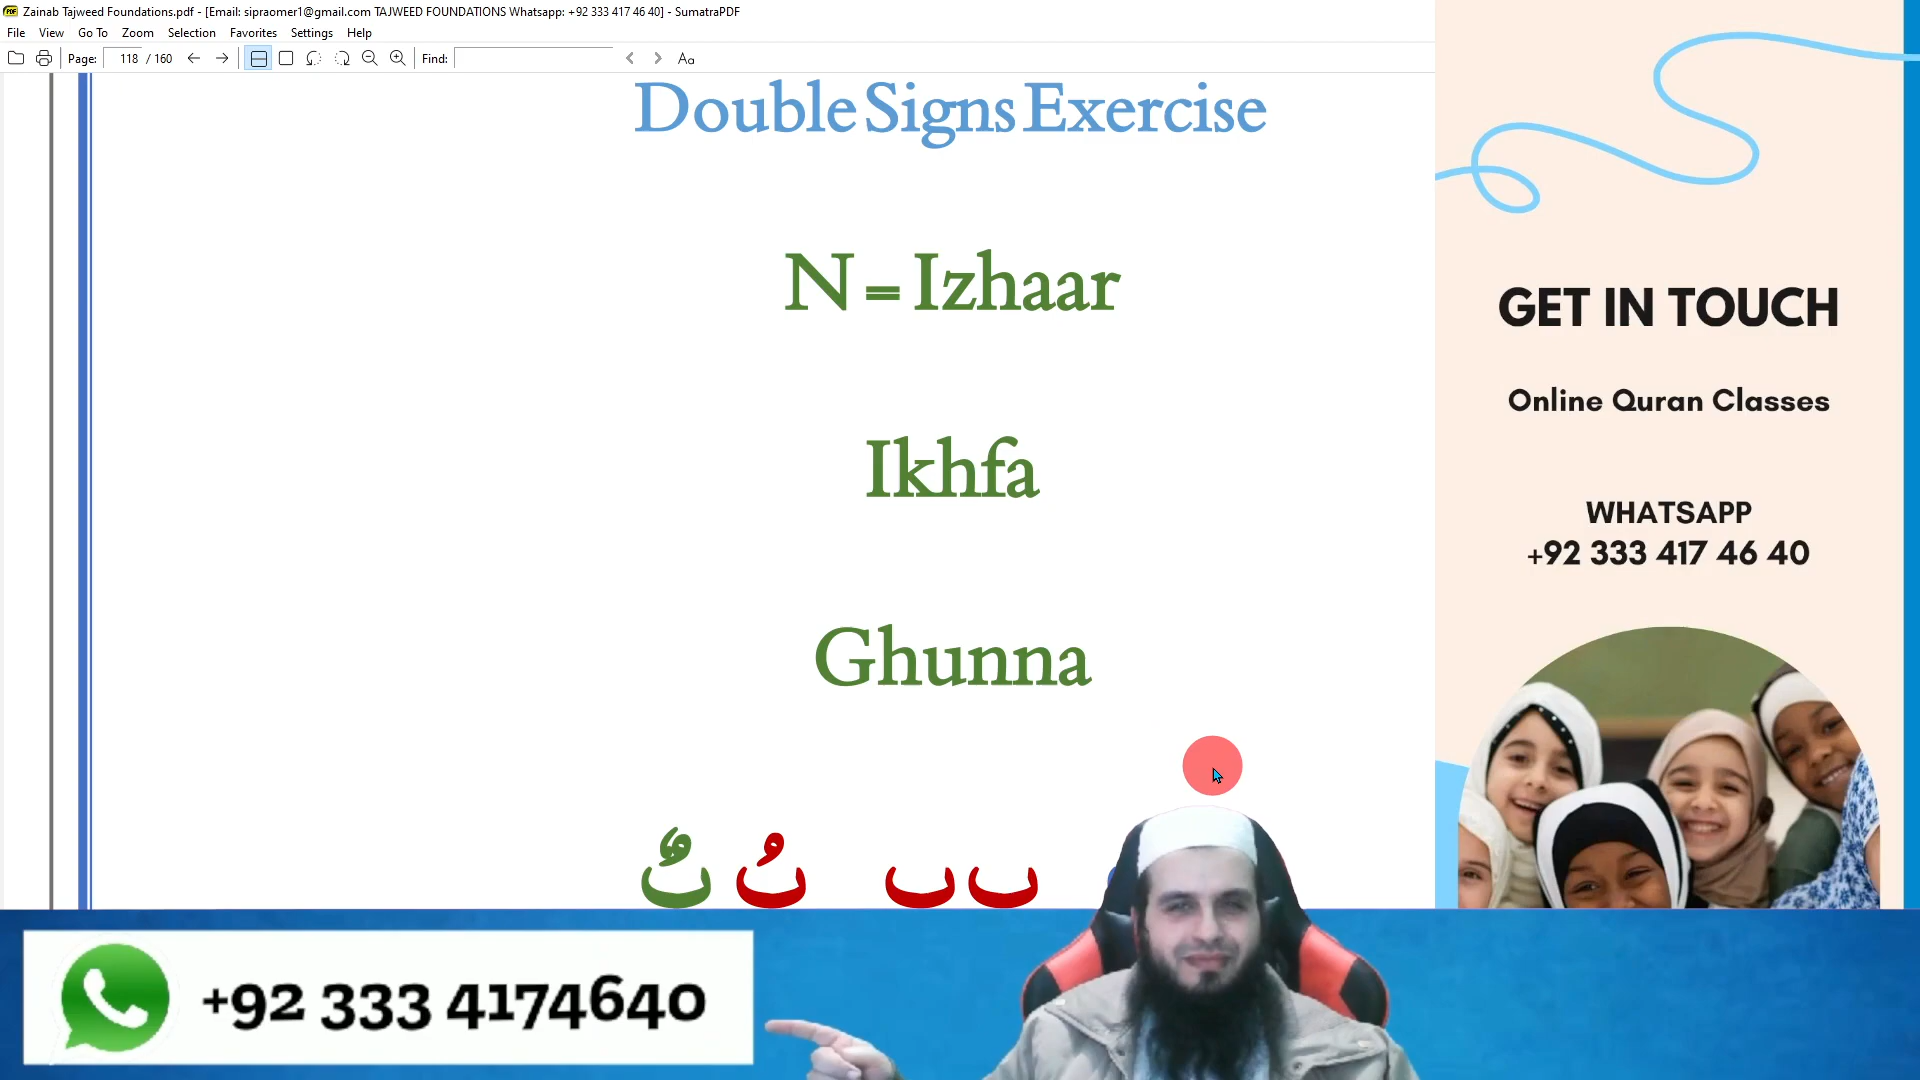 Zainab Tajweed Foundations.pdf - [Email: sipraomer1@gmail.com TAJWEED FOUNDATIONS Whatsapp: +92 333 417 46 40] - SumatraPDF
File View Go To Zoom Selection Favorites Settings Help
Page: 118 / 160 Find: Aa
Double Signs Exercise
N = Izhaar
Ikhfa
Ghunna
GET IN TOUCH
Online Quran Classes
WHATSAPP
+92 333 417 46 40
+92 333 4174640